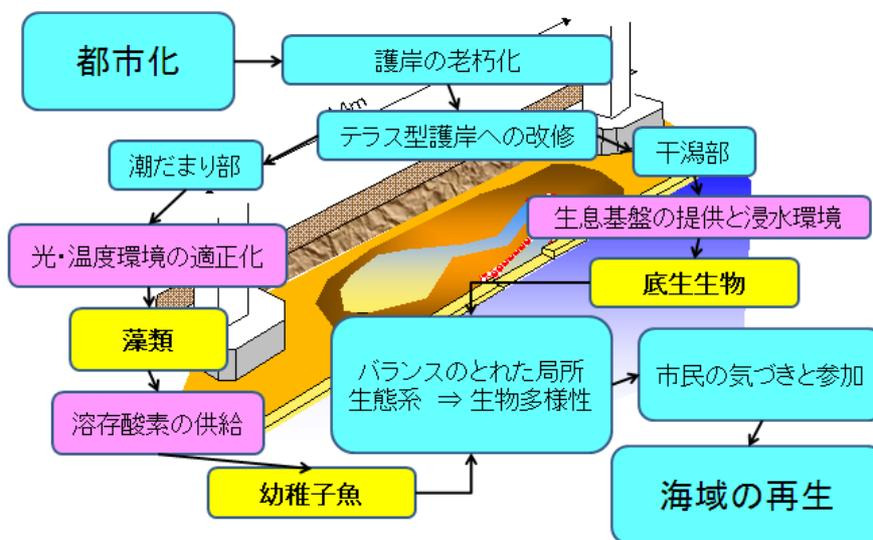 都市化
護岸の老朽化
テラス型護岸への改修
潮だまり部
干潟部
光・温度環境の適正化
生息基盤の提供と浸水環境
藻類
底生生物
溶存酸素の供給
幼稚子魚
バランスのとれた局所
生態系 ⇒ 生物多様性
市民の気づきと参加
海域の再生